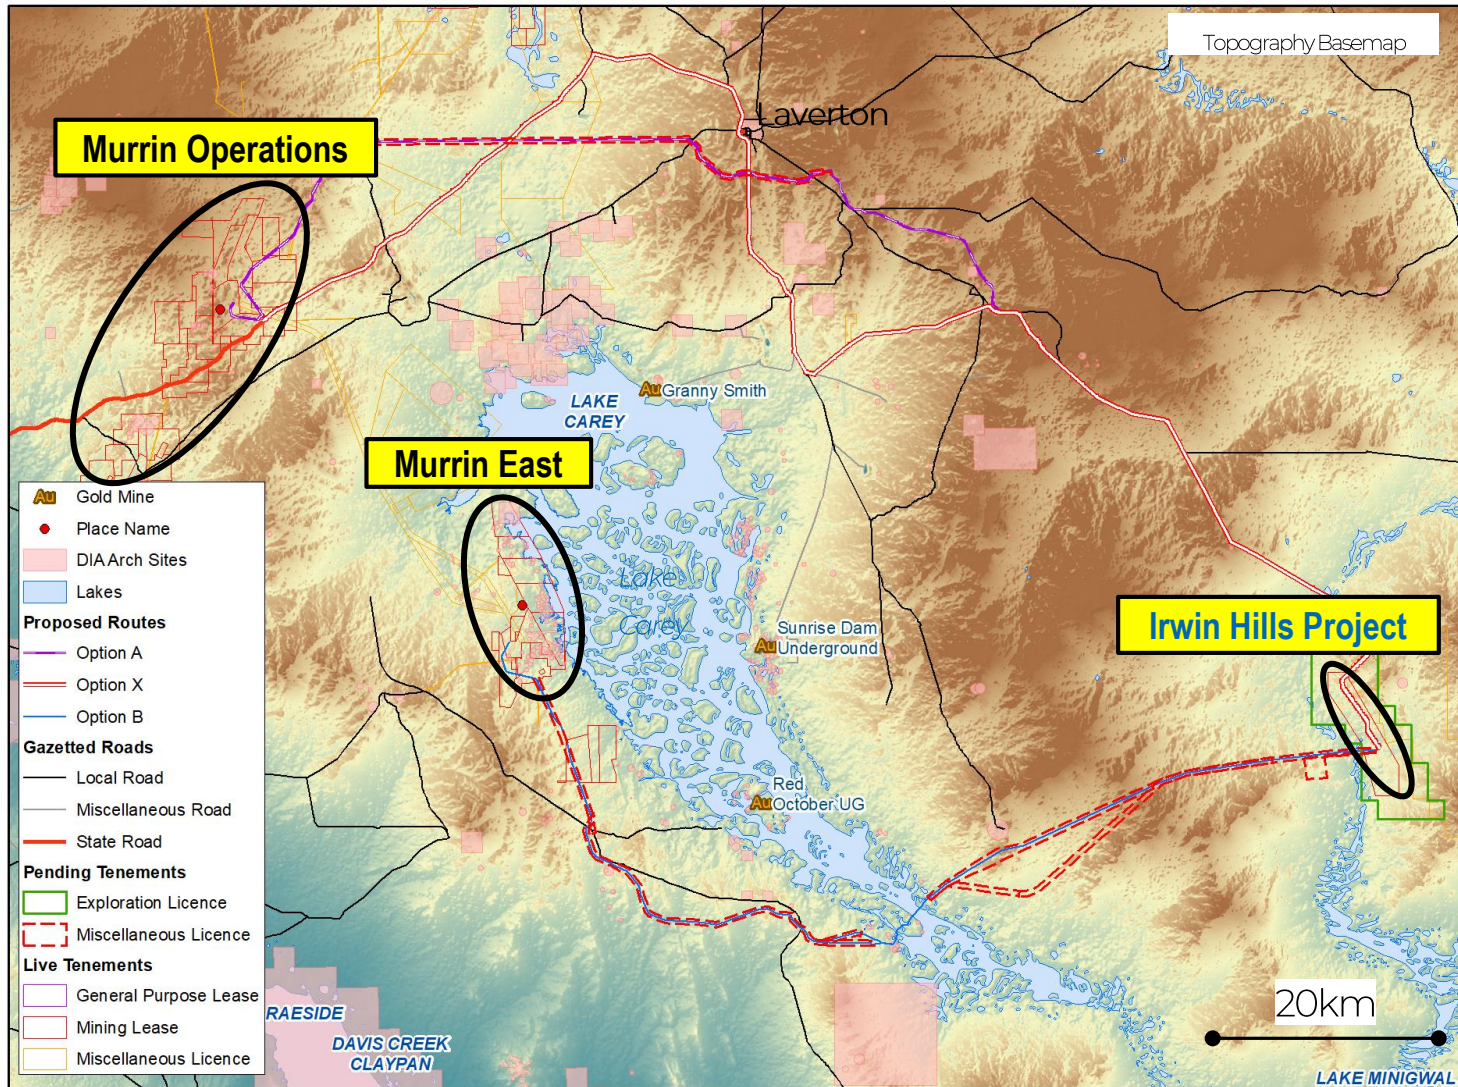 Topography Basemap
Laverton
Murrin Operations
Au Granny Smith
LAKE
CAREY
Murrin East
Lake
Carey
Sunrise Dam
Au Underground
Irwin Hills Project
Red
Au October UG
Au Gold Mine
Place Name
DIA Arch Sites
Lakes
Proposed Routes
Option A
Option X
Option B
Gazetted Roads
Local Road
Miscellaneous Road
State Road
Pending Tenements
Exploration Licence
Miscellaneous Licence
Live Tenements
General Purpose Lease
Mining Lease
Miscellaneous Licence
RAESIDE
DAVIS CREEK
CLAYPAN
20km
LAKE MINIGWAL